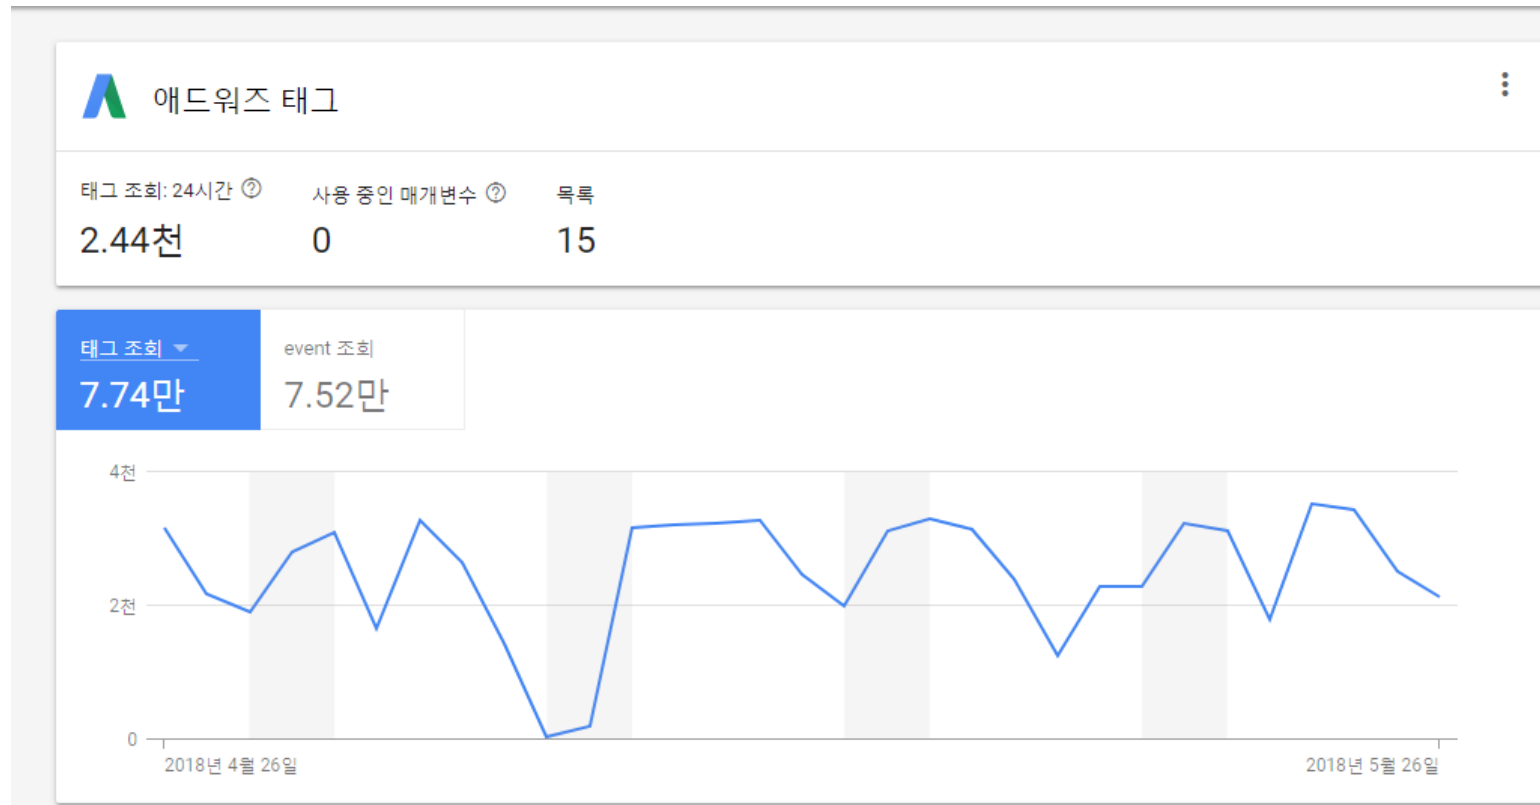 애드워즈 태그
태그 조회: 24시간
사용 중인 매개변수
목록
2.44천
0
15
태그 조회
event 조회
7.74만
7.52만
4천
2천
0
2018년 4월 26일
2018년 5월 26일